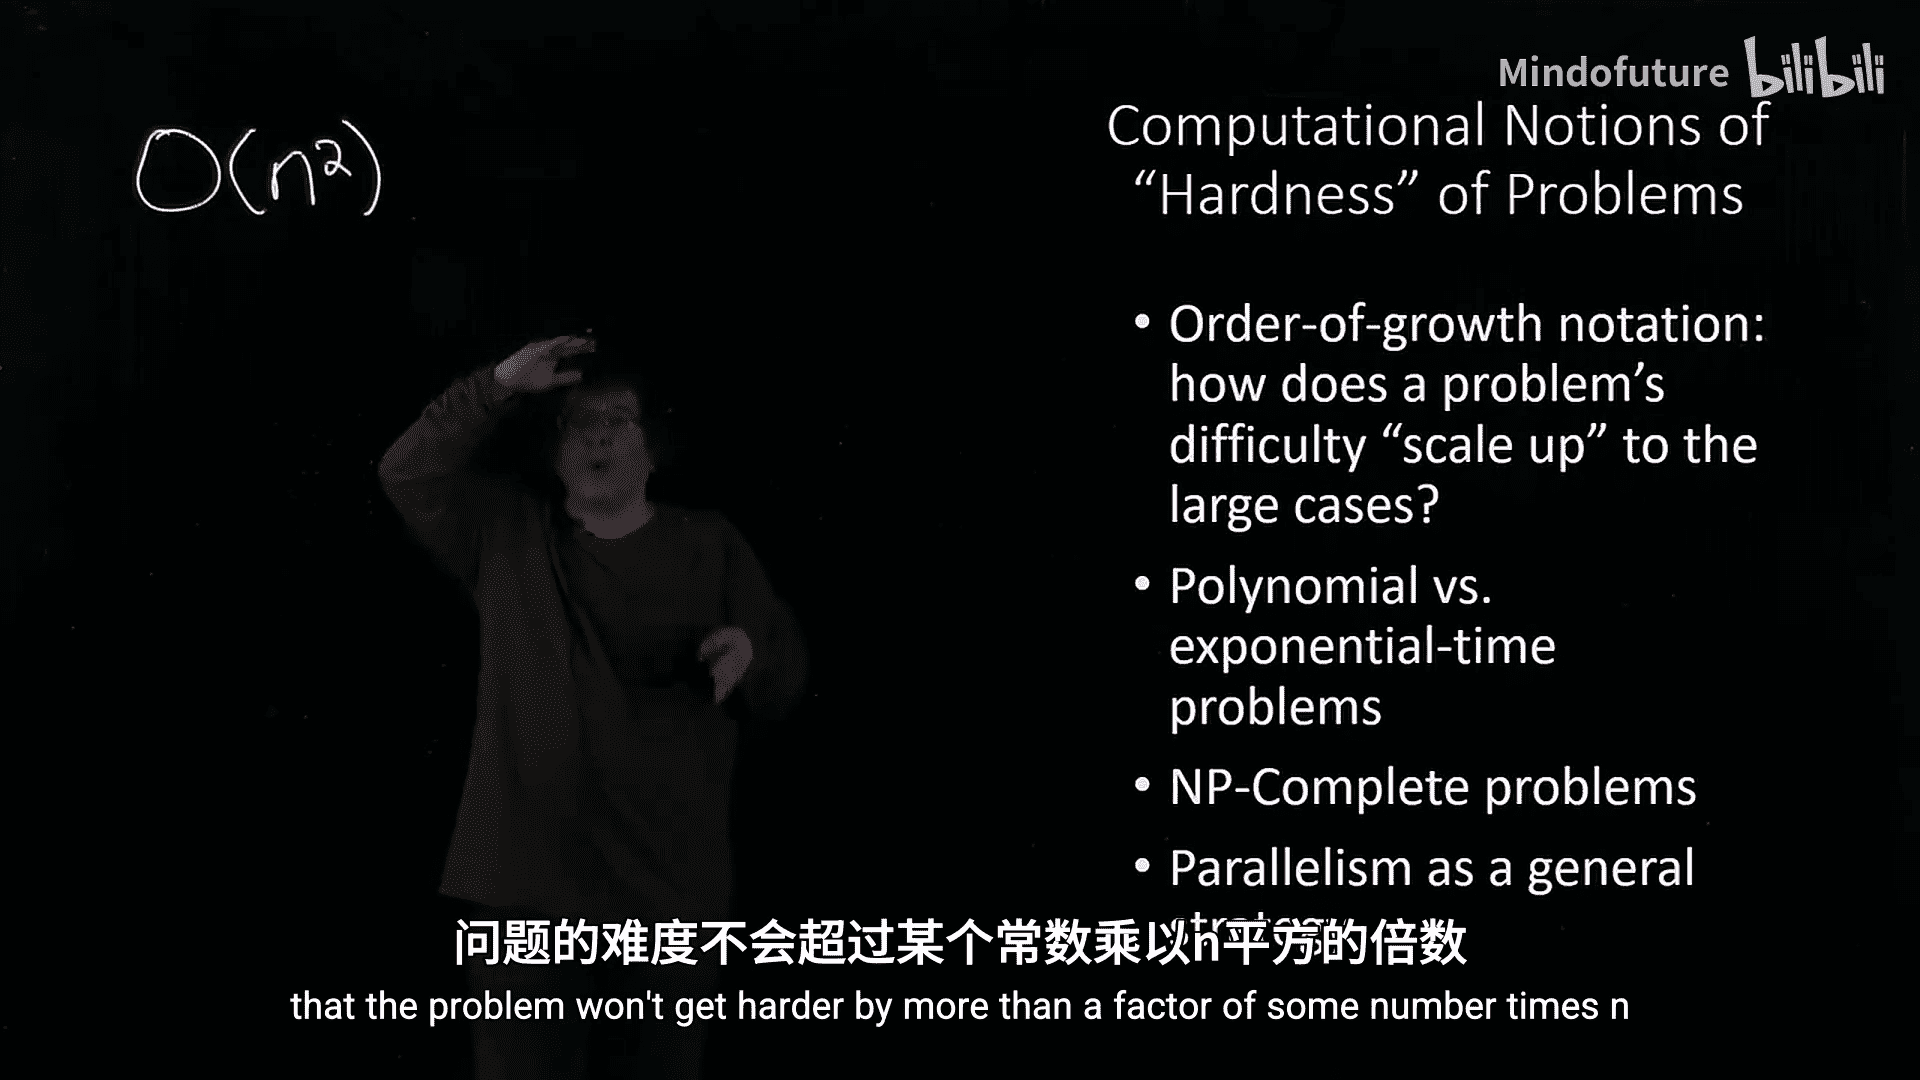 Mindofuture bilibili
O(n²)
Computational Notions of
“Hardness” of Problems
• Order-of-growth notation:
how does a problem’s
difficulty “scale up” to the
large cases?
• Polynomial vs.
exponential-time
problems
• NP-Complete problems
• Parallelism as a general
strategy
问题的难度不会超过某个常数乘以n平方的倍数
that the problem won't get harder by more than a factor of some number times n